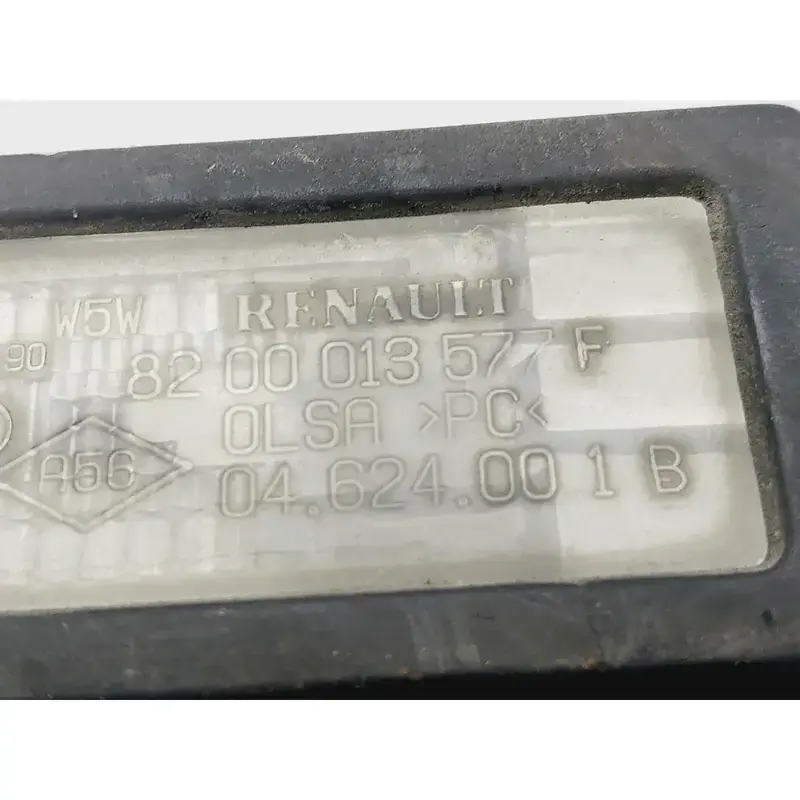 W5W RENAULT
90 82 00 013 577 F
OLSA >PC<
A56 04.624.00 1 B